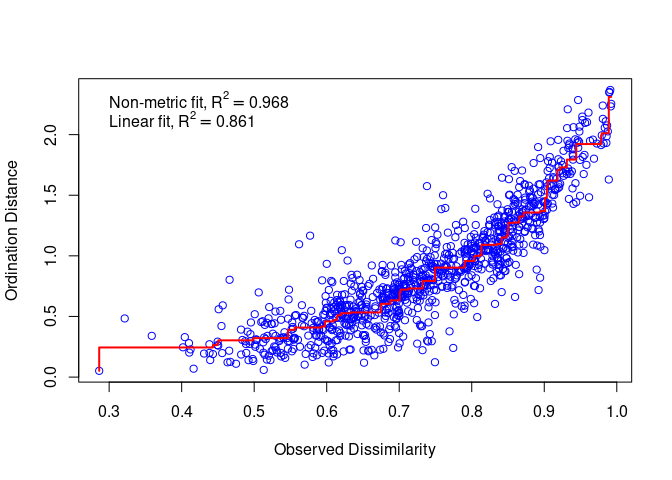 Non-metric fit, R² = 0.968
Linear fit, R² = 0.861
Ordination Distance
0.0
0.5
1.0
1.5
2.0
0.3 0.4 0.5 0.6 0.7 0.8 0.9 1.0
Observed Dissimilarity